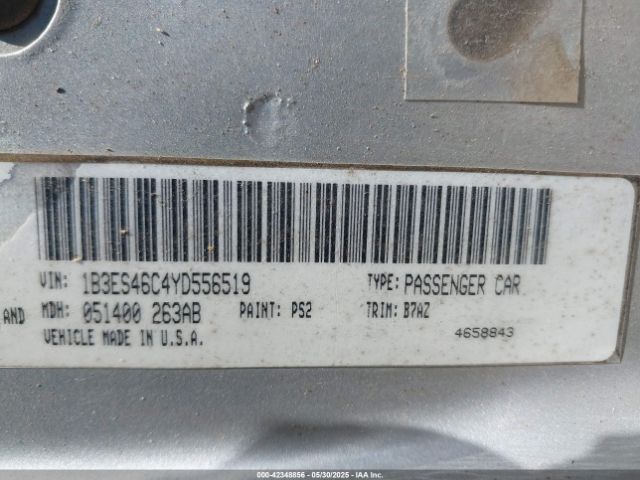 VIN: 1B3ES46C4YD556519 TYPE: PASSENGER CAR
AND MDH: 051400 263AB PAINT: PS2 TRIM: B7AZ
VEHICLE MADE IN U.S.A. 4658843
000-42348856 - 05/30/2025 - IAA Inc.